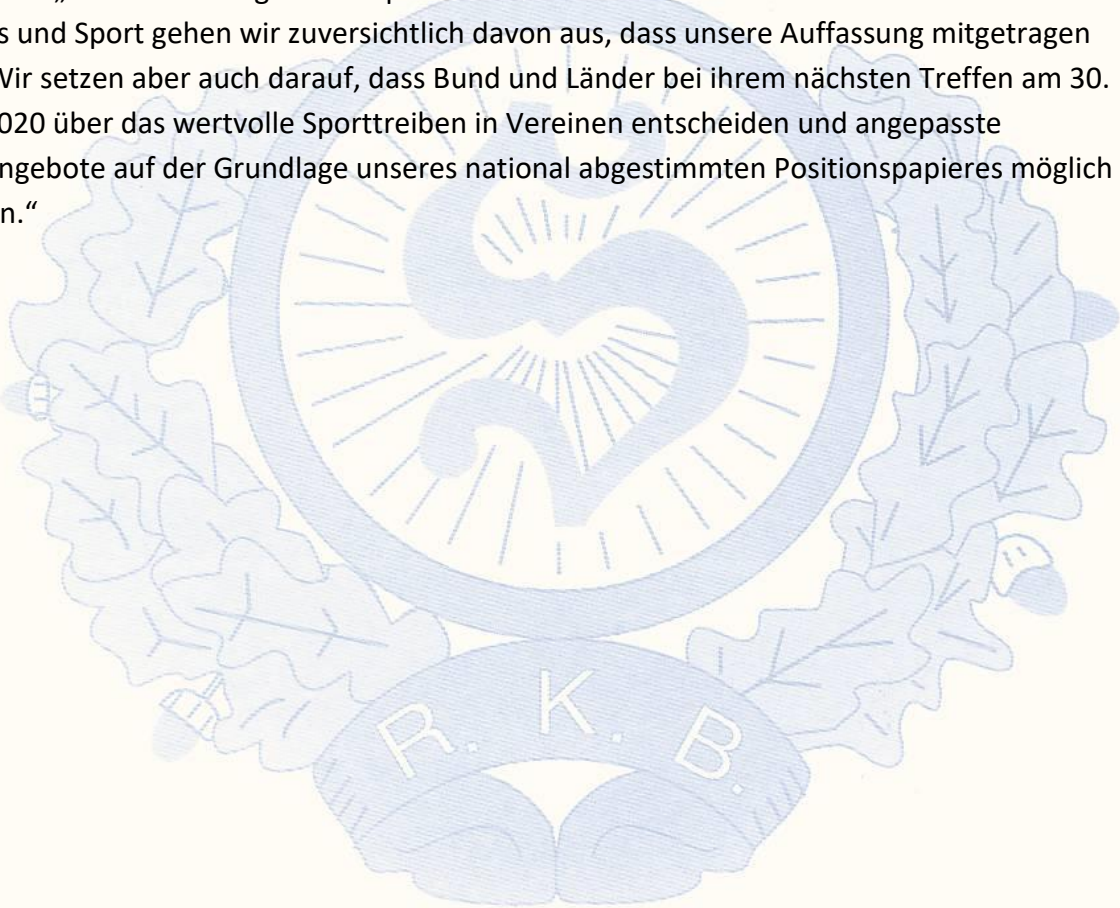 s und Sport gehen wir zuversichtlich davon aus, dass unsere Auffassung mitgetragen
Wir setzen aber auch darauf, dass Bund und Länder bei ihrem nächsten Treffen am 30.
020 über das wertvolle Sporttreiben in Vereinen entscheiden und angepasste
ngebote auf der Grundlage unseres national abgestimmten Positionspapieres möglich
n.“
R. K. B.